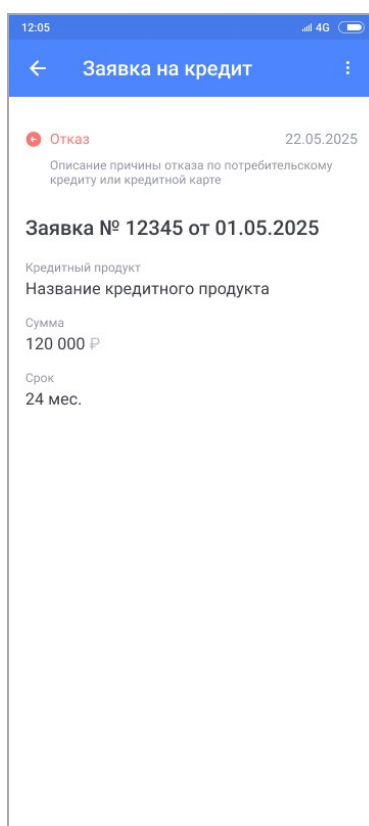 12:05 4G
Заявка на кредит
Отказ 22.05.2025
Описание причины отказа по потребительскому
кредиту или кредитной карте
Заявка № 12345 от 01.05.2025
Кредитный продукт
Название кредитного продукта
Сумма
120 000 ₽
Срок
24 мес.